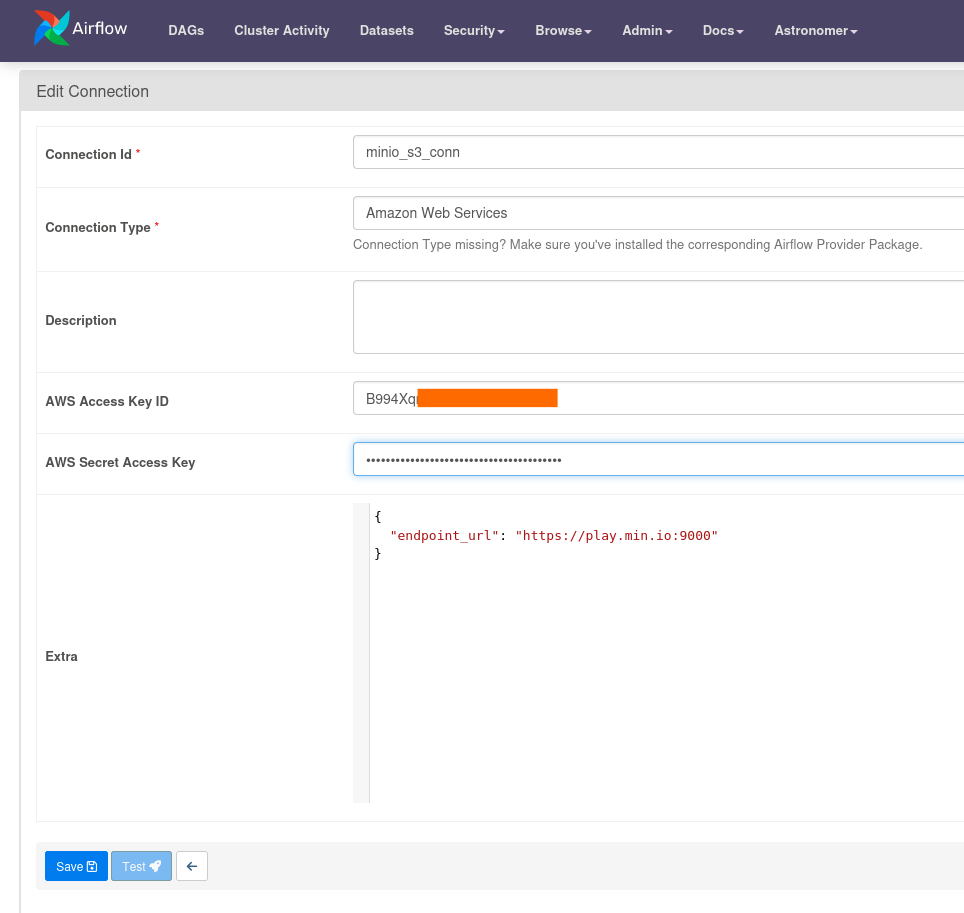 Airflow DAGs Cluster Activity Datasets Security Browse Admin Docs Astronomer
Edit Connection
Connection Id * minio_s3_conn
Connection Type * Amazon Web Services
Connection Type missing? Make sure you've installed the corresponding Airflow Provider Package.
Description
AWS Access Key ID B994Xq
AWS Secret Access Key ••••••••••••••••••••••••••••••••••••••••
Extra
{
"endpoint_url": "https://play.min.io:9000"
}
Save Test